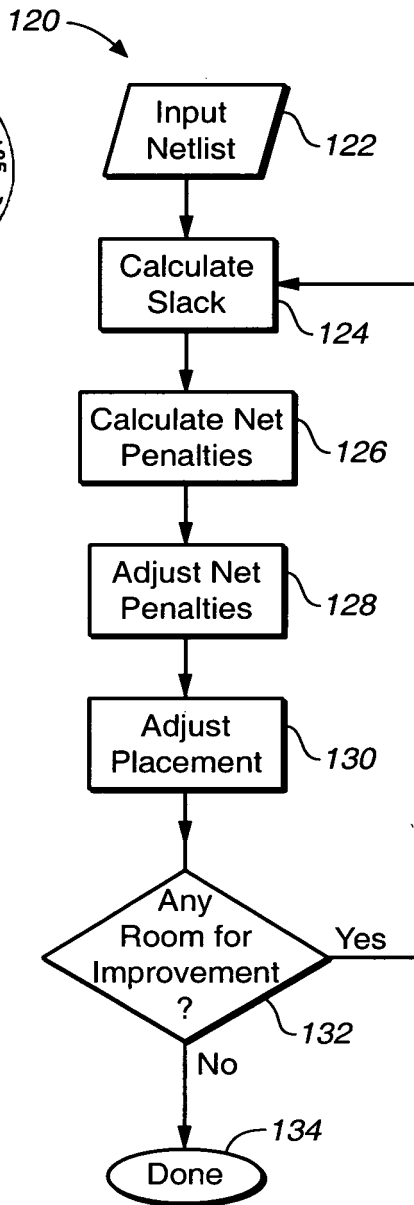 120
Input
Netlist
122
Calculate
Slack
124
Calculate Net
Penalties
126
Adjust Net
Penalties
128
Adjust
Placement
130
Any
Room for
Improvement
?
Yes
132
No
134
Done